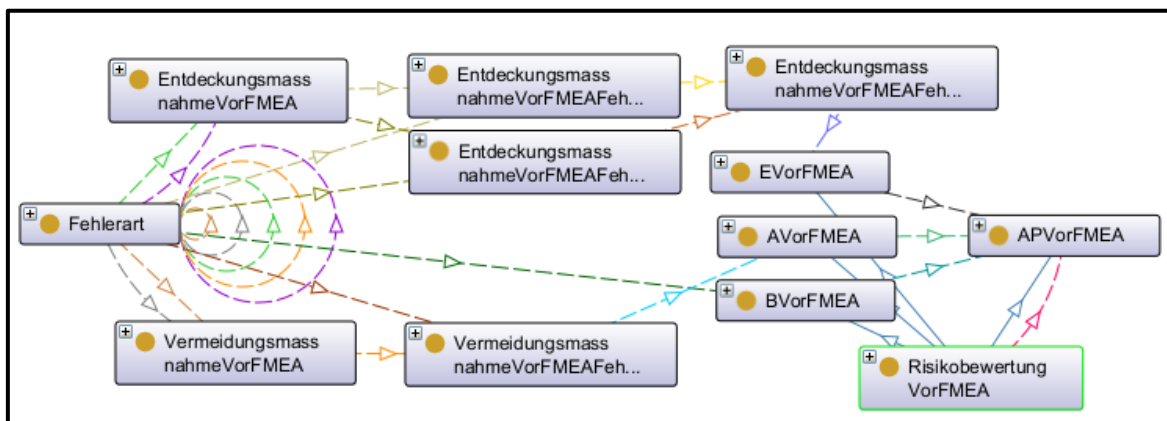 Entdeckungsmass
nahmeVorFMEA
Entdeckungsmass
nahmeVorFMEAFeh...
Entdeckungsmass
nahmeVorFMEAFeh...
Entdeckungsmass
nahmeVorFMEAFeh...
EVorFMEA
Fehlerart
AVorFMEA
APVorFMEA
BVorFMEA
Vermeidungsmass
nahmeVorFMEA
Vermeidungsmass
nahmeVorFMEAFeh...
Risikobewertung
VorFMEA